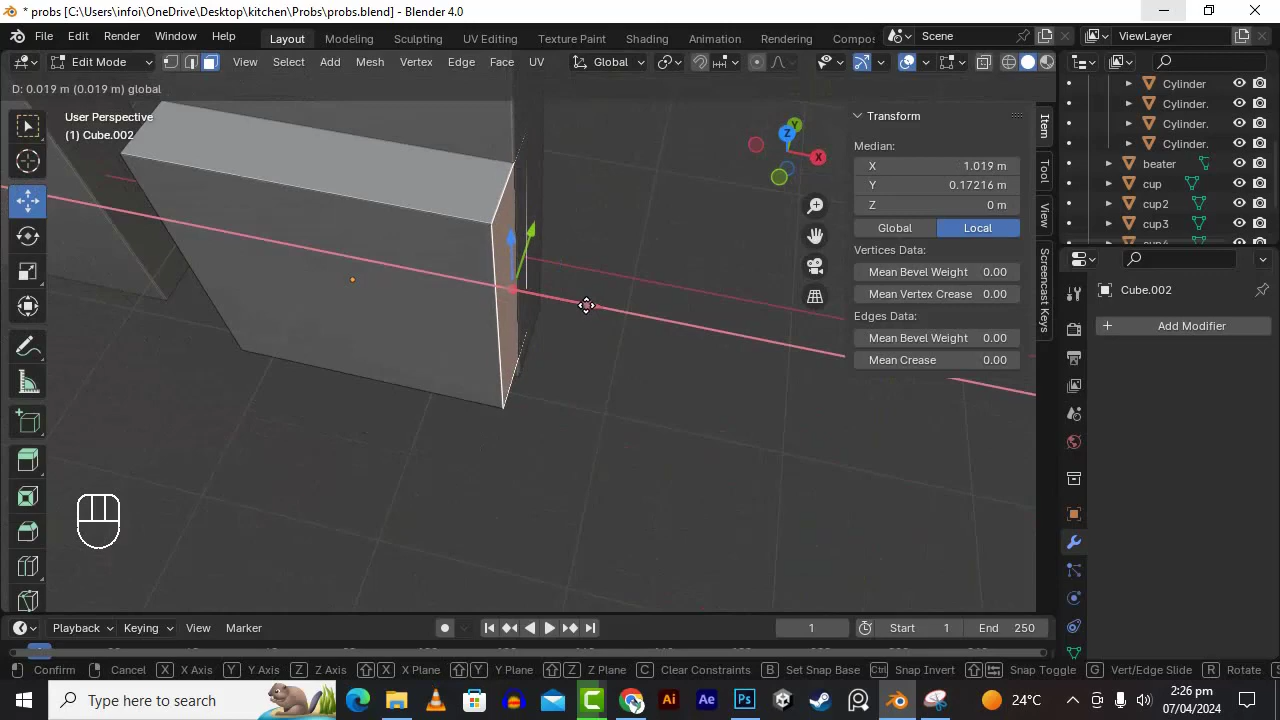 * probs [C:\Users\infoi\OneDrive\Desktop\kitchen\Probs\probs.blend] - Blender 4.0
File Edit Render Window Help Layout Modeling Sculpting UV Editing Texture Paint Shading Animation Rendering Compos Scene ViewLayer
Edit Mode View Select Add Mesh Vertex Edge Face UV Global
D: 0.019 m (0.019 m) global
User Perspective
(1) Cube.002
Z Y X
Transform
Median:
X 1.019 m
Y 0.17216 m
Z 0 m
Global Local
Vertices Data:
Mean Bevel Weight 0.00
Mean Vertex Crease 0.00
Edges Data:
Mean Bevel Weight 0.00
Mean Crease 0.00
Item
Tool
View
Screencast Keys
Cylinder
Cylinder.
Cylinder.
Cylinder.
beater
cup
cup2
cup3
cup4
Cube.002
+ Add Modifier
Playback Keying View Marker 1 Start 1 End 250
Confirm Cancel X X Axis Y Y Axis Z Z Axis X X Plane Y Y Plane Z Z Plane C Clear Constraints B Set Snap Base Ctrl Snap Invert Snap Toggle G Vert/Edge Slide R Rotate S
Type here to search
24°C
2:26 pm
07/04/2024